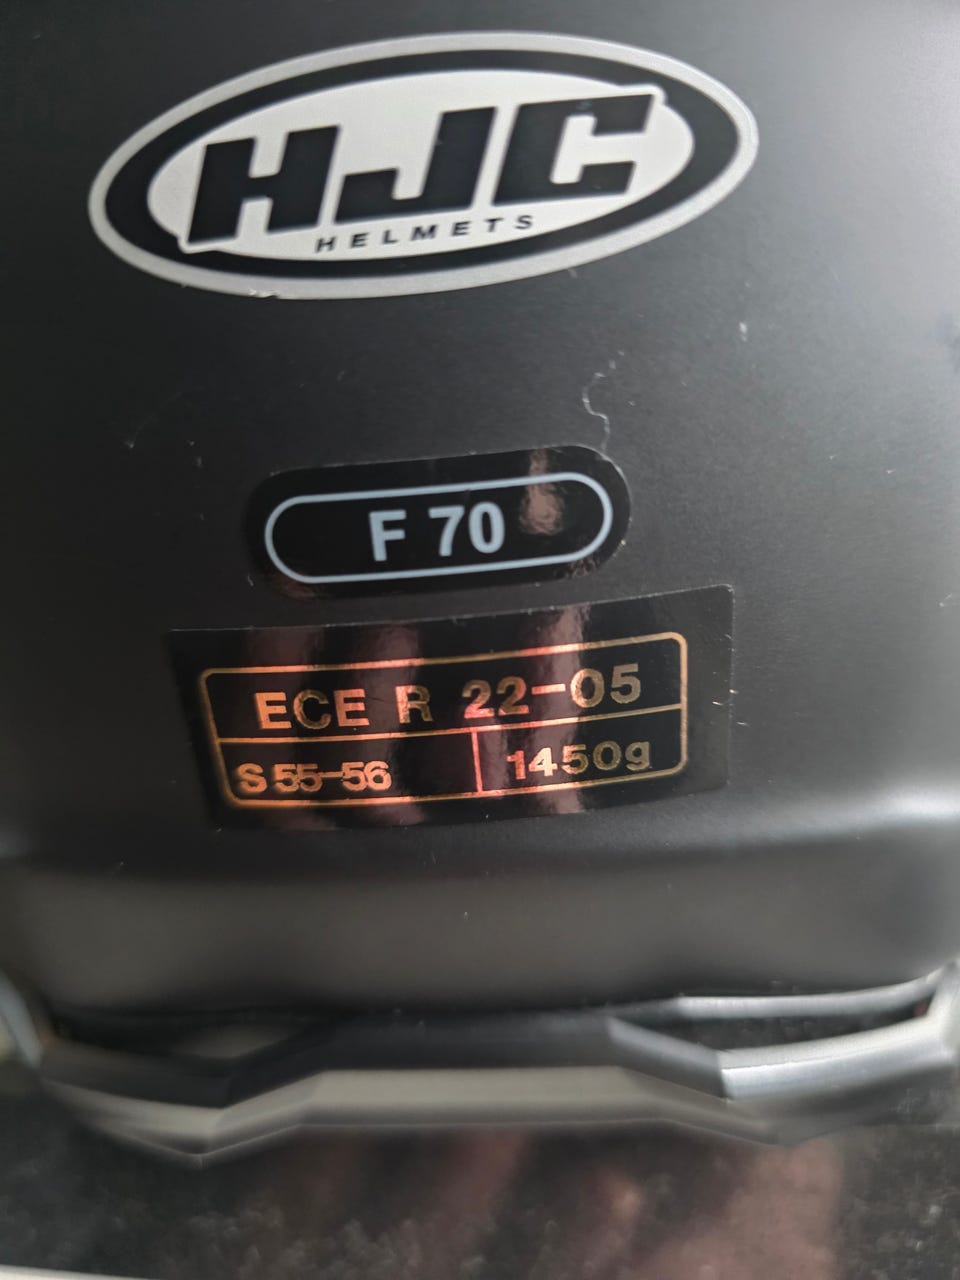 HJC
HELMETS
F 70
ECE R 22-05
S 55-56 1450g